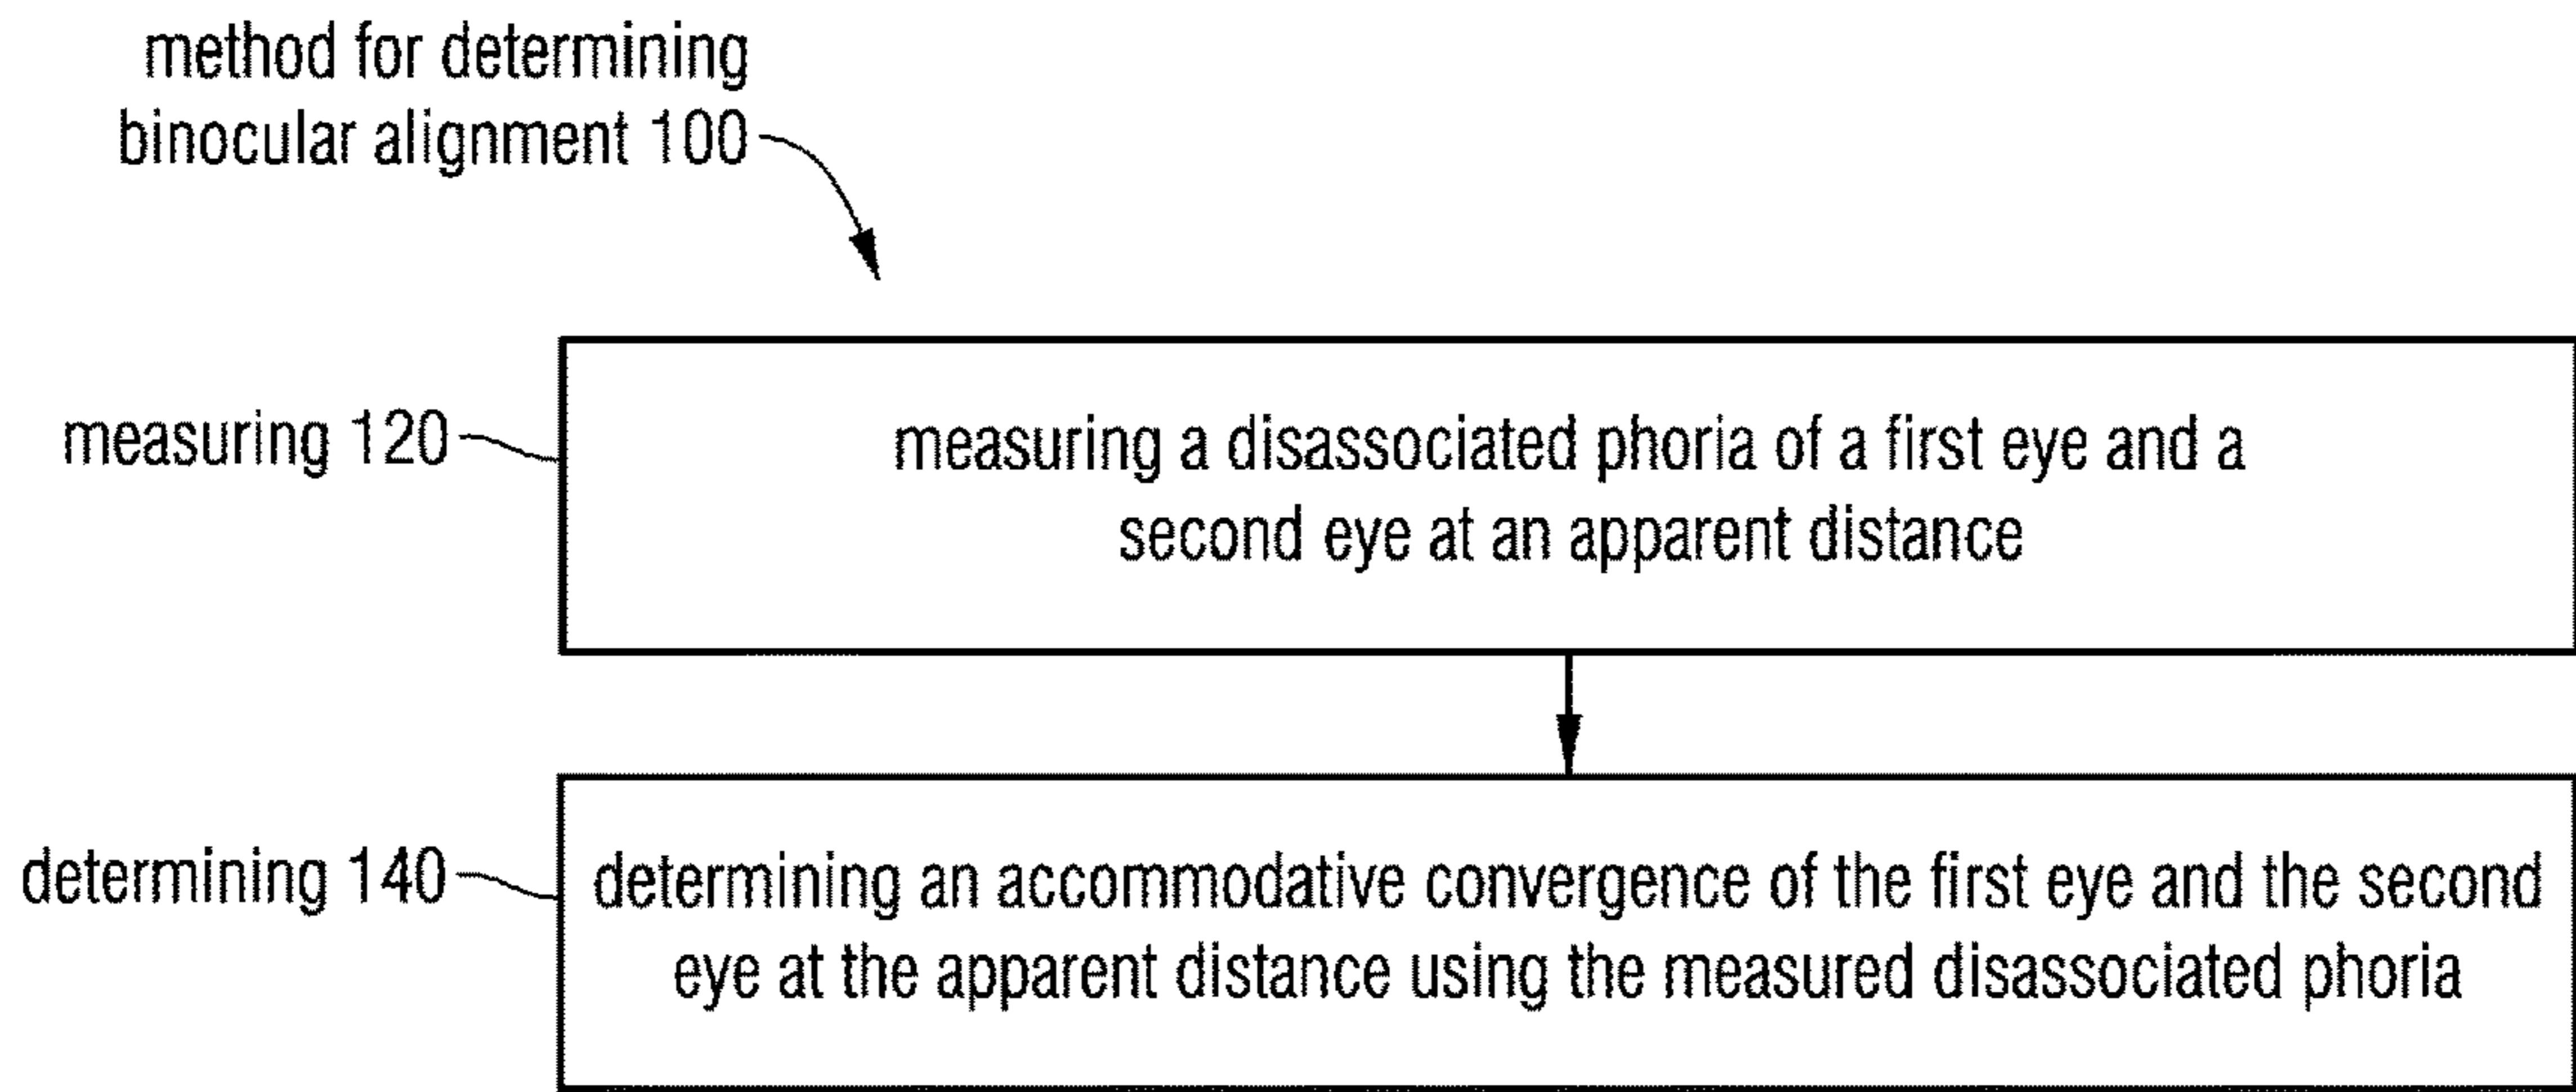 method for determining
binocular alignment 100
measuring 120
measuring a disassociated phoria of a first eye and a
second eye at an apparent distance
determining 140
determining an accommodative convergence of the first eye and the second
eye at the apparent distance using the measured disassociated phoria